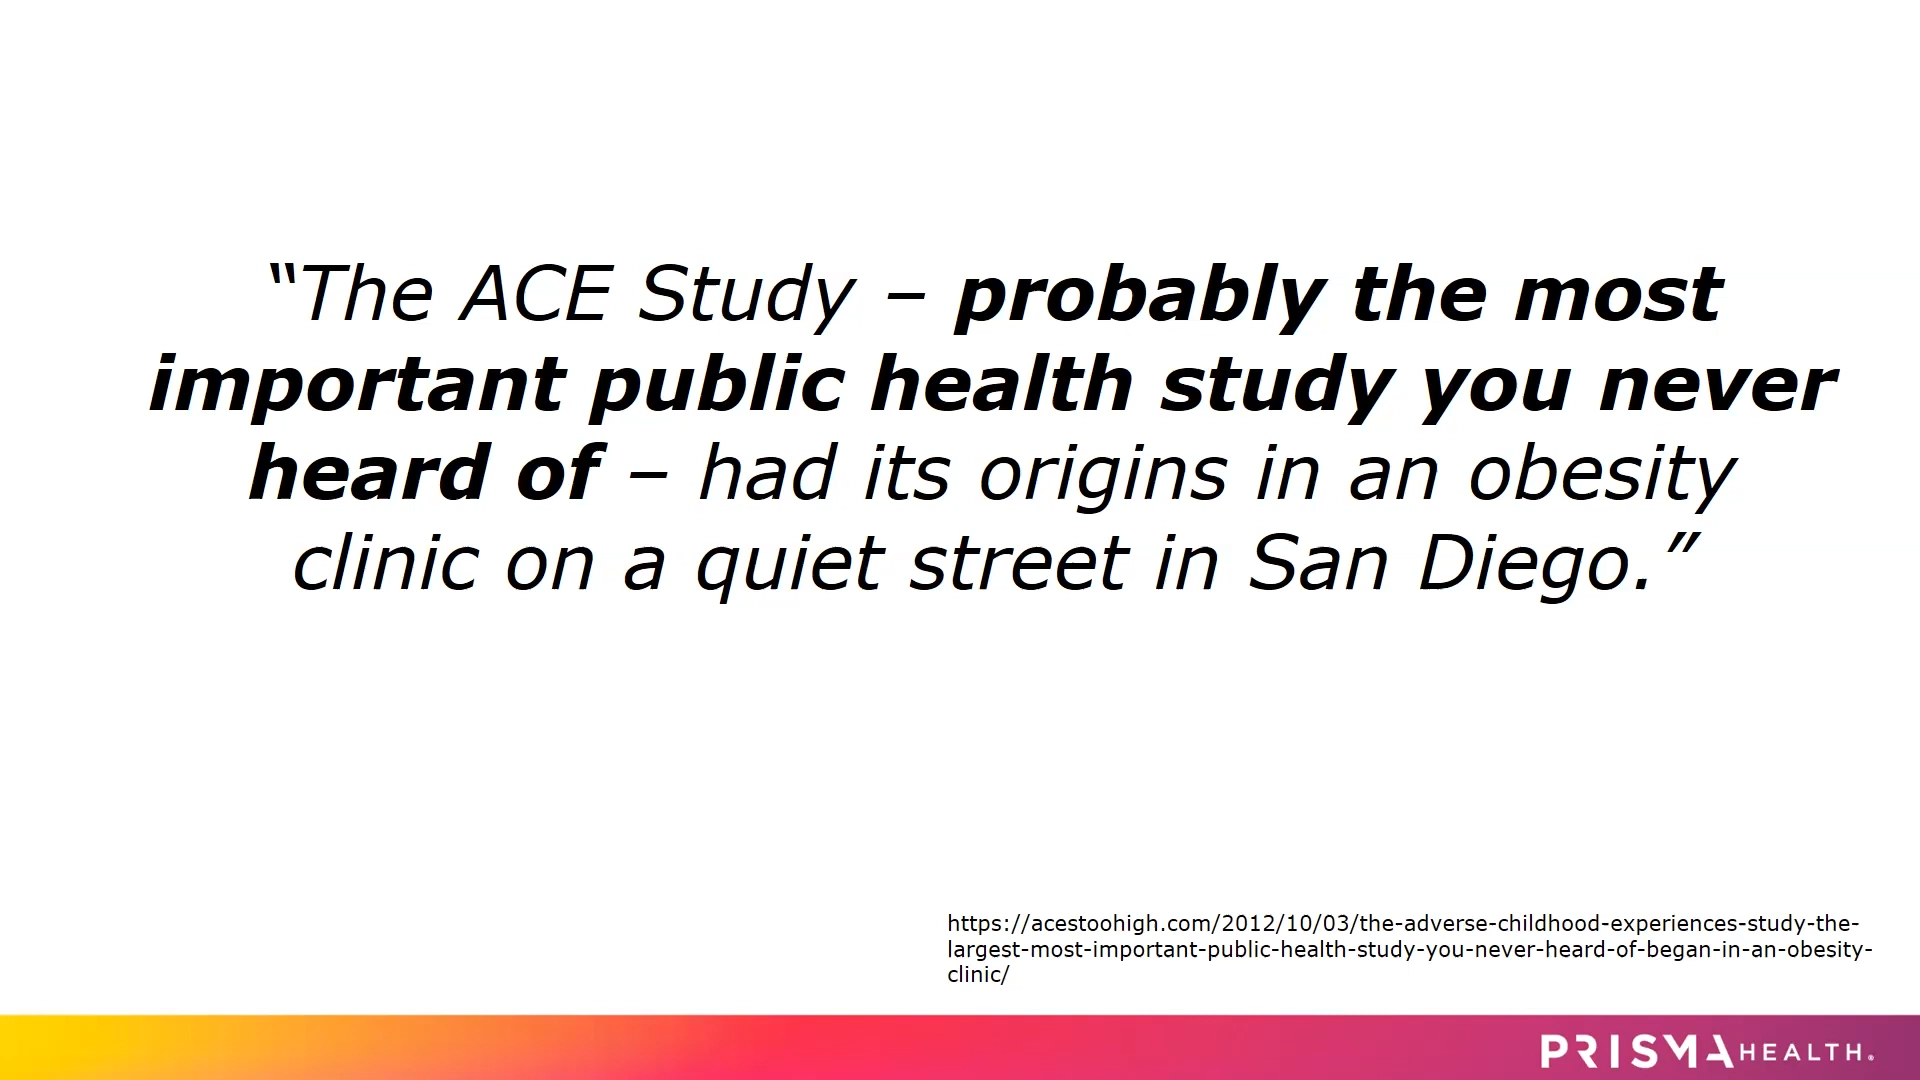 “The ACE Study – probably the most
important public health study you never
heard of – had its origins in an obesity
clinic on a quiet street in San Diego.”
https://acestoohigh.com/2012/10/03/the-adverse-childhood-experiences-study-the-
largest-most-important-public-health-study-you-never-heard-of-began-in-an-obesity-
clinic/
PRISMA HEALTH®